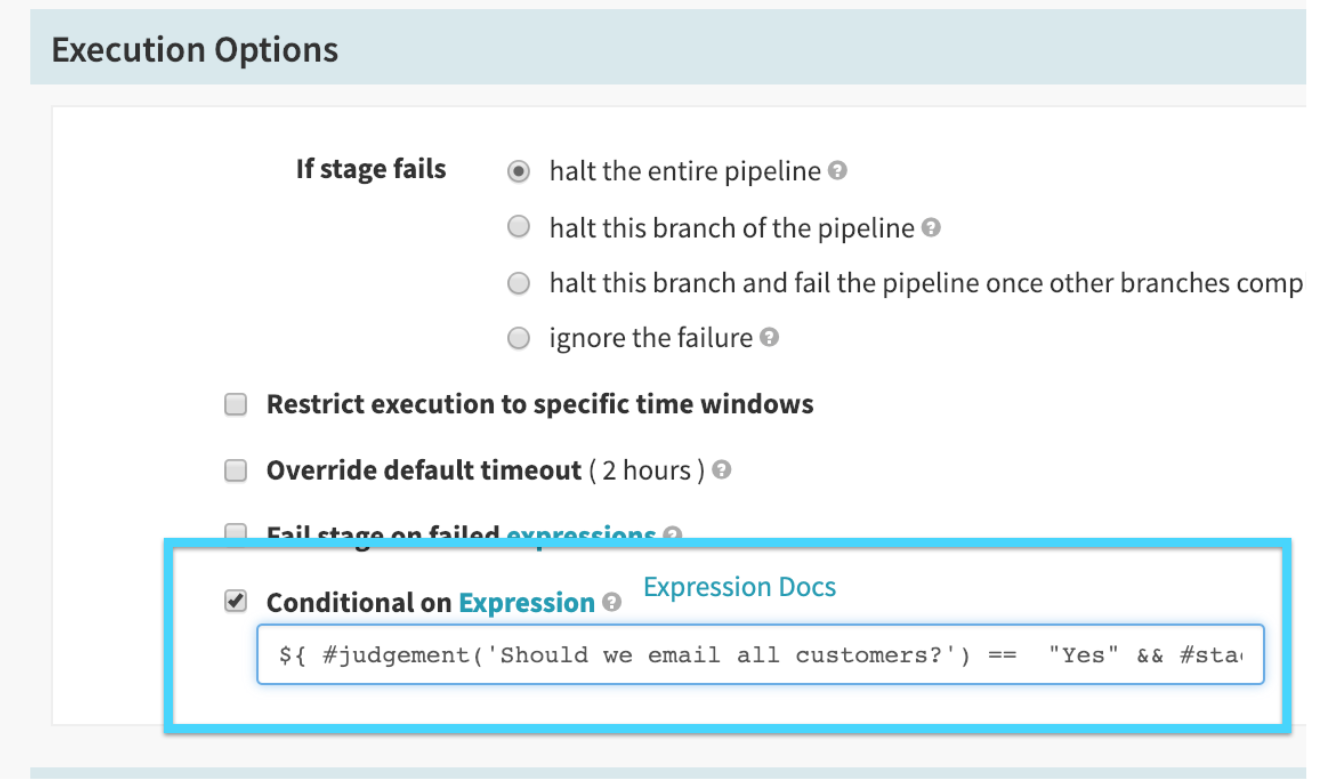 Execution Options
If stage fails
halt the entire pipeline
halt this branch of the pipeline
halt this branch and fail the pipeline once other branches comp
ignore the failure
Restrict execution to specific time windows
Override default timeout ( 2 hours )
Fail stage on failed expressions
Conditional on Expression Expression Docs
${ #judgement('Should we email all customers?') == "Yes" && #sta